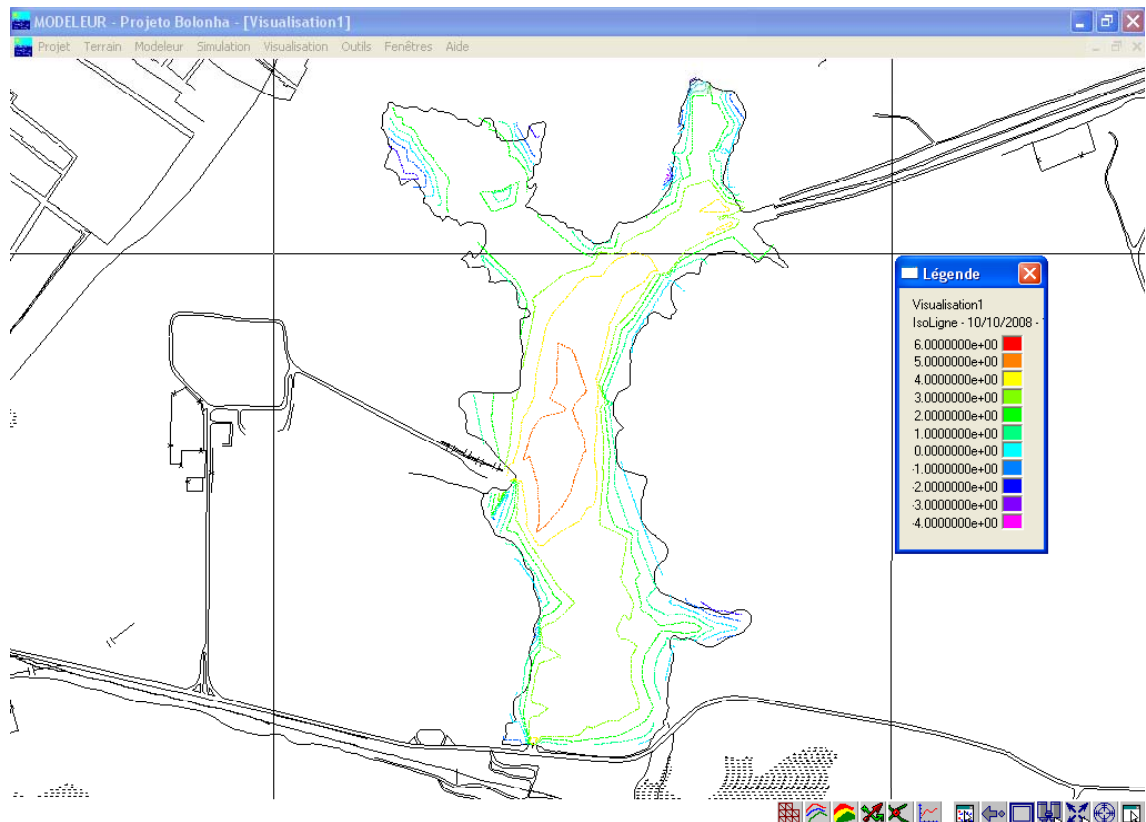 MODELEUR - Projeto Bolonha - [Visualisation1]
Projet Terrain Modeleur Simulation Visualisation Outils Fenêtres Aide
Légende
Visualisation1
IsoLigne - 10/10/2008 -
6.0000000e+00
5.0000000e+00
4.0000000e+00
3.0000000e+00
2.0000000e+00
1.0000000e+00
0.0000000e+00
-1.0000000e+00
-2.0000000e+00
-3.0000000e+00
-4.0000000e+00